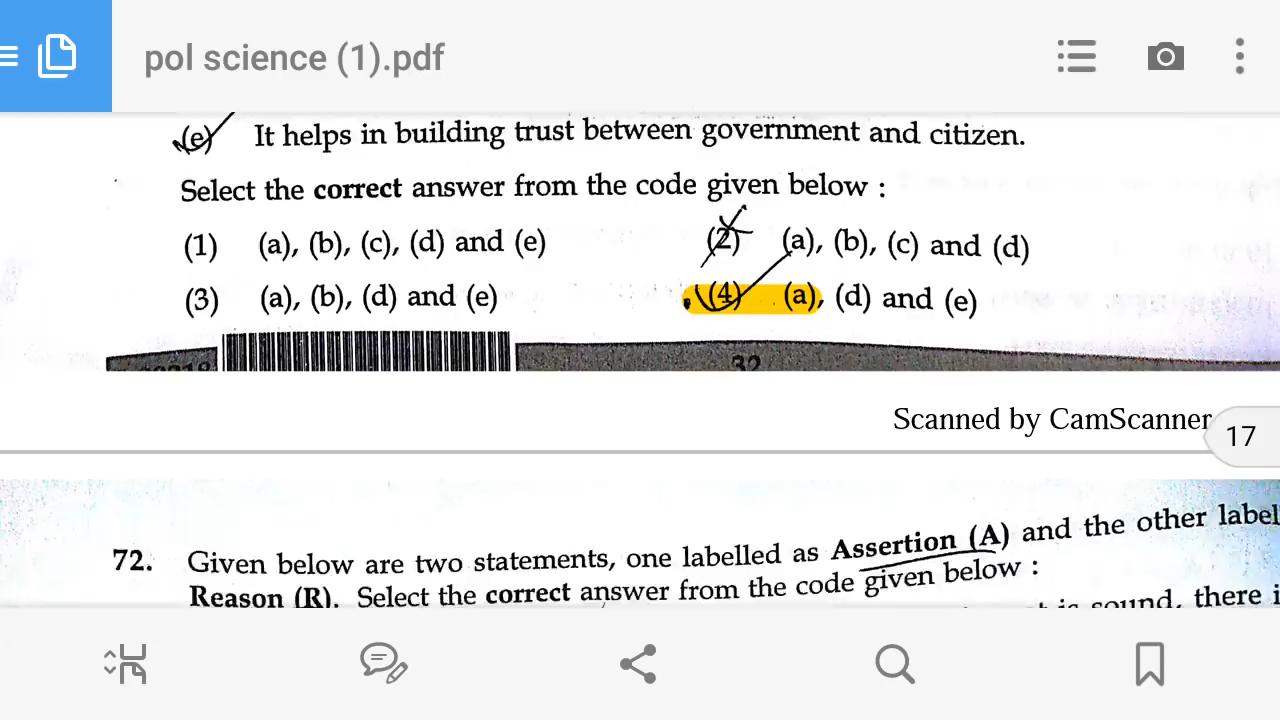 pol science (1).pdf
(e) It helps in building trust between government and citizen.
Select the correct answer from the code given below :
(1) (a), (b), (c), (d) and (e) (2) (a), (b), (c) and (d)
(3) (a), (b), (d) and (e) (4) (a), (d) and (e)
32
Scanned by CamScanner
17
72. Given below are two statements, one labelled as Assertion (A) and the other label
Reason (R). Select the correct answer from the code given below :
is sound, there i